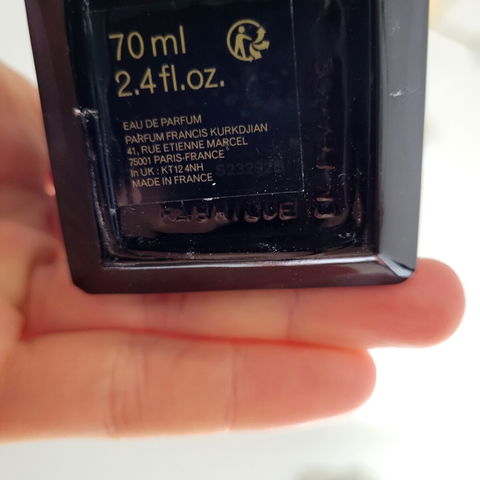 70 ml
2.4 fl.oz.
EAU DE PARFUM
PARFUM FRANCIS KURKDJIAN
41, RUE ETIENNE MARCEL
75001 PARIS-FRANCE
In UK : KT12 4NH
MADE IN FRANCE